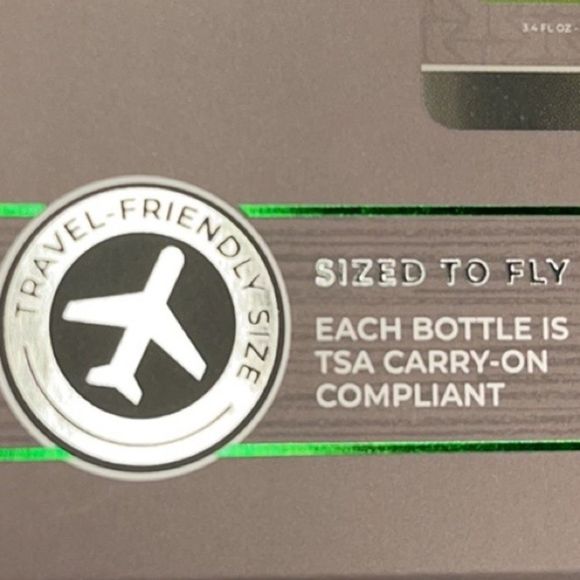 3.4 FL OZ -
TRAVEL-FRIENDLY SIZE
SIZED TO FLY
EACH BOTTLE IS
TSA CARRY-ON
COMPLIANT